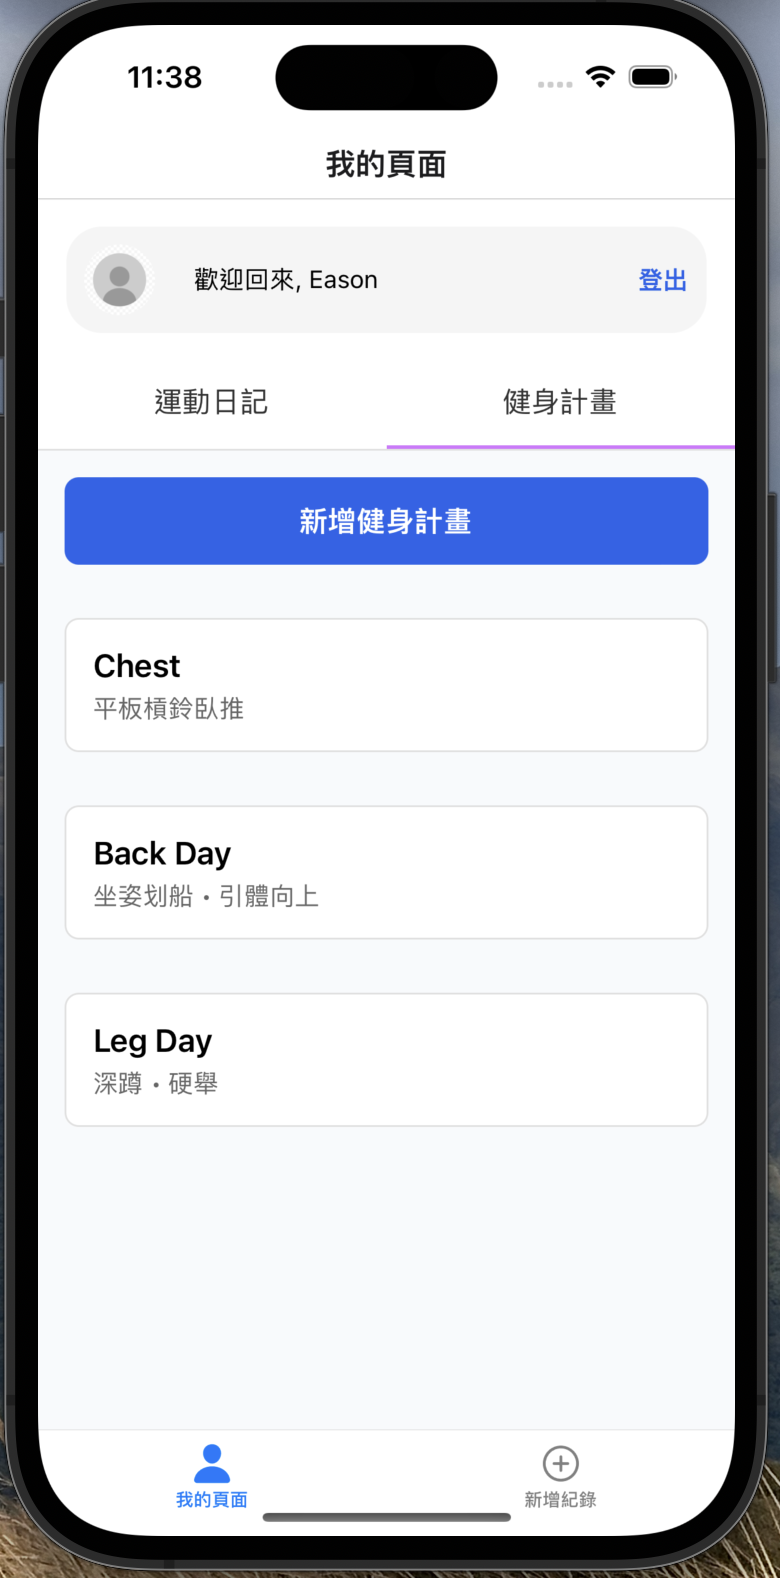 11:38
我的頁面
歡迎回來, Eason
登出
運動日記
健身計畫
新增健身計畫
Chest
平板槓鈴臥推
Back Day
坐姿划船・引體向上
Leg Day
深蹲・硬舉
我的頁面
新增紀錄